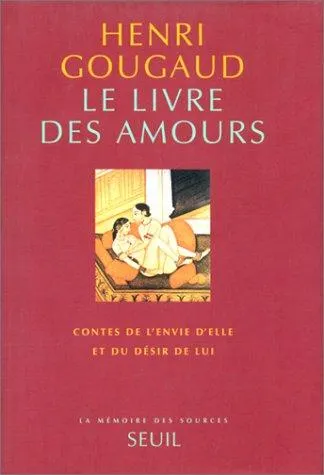 HENRI
GOUGAUD
LE LIVRE
DES AMOURS
CONTES DE L'ENVIE D'ELLE
ET DU DÉSIR DE LUI
LA MÉMOIRE DES SOURCES
SEUIL